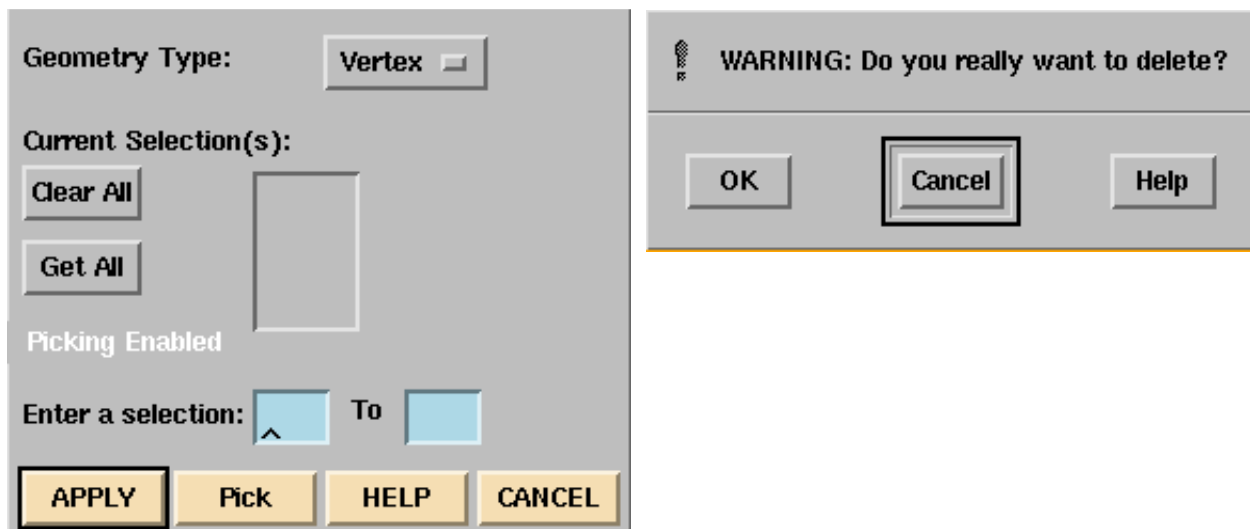 Geometry Type: Vertex
Current Selection(s):
Clear All
Get All
Picking Enabled
Enter a selection: To
APPLY Pick HELP CANCEL
WARNING: Do you really want to delete?
OK Cancel Help